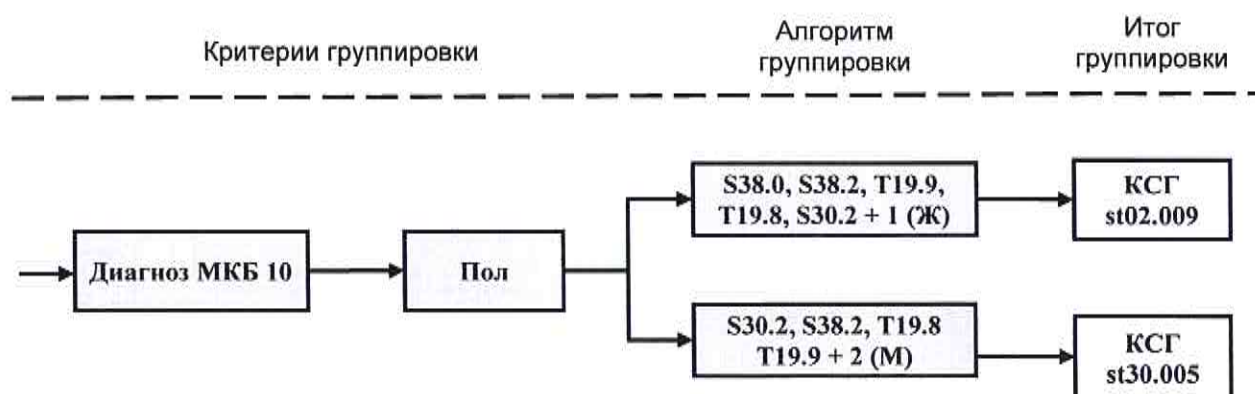 Критерии группировки
Алгоритм
группировки
Итог
группировки
Диагноз МКБ 10
Пол
S38.0, S38.2, T19.9,
T19.8, S30.2 + 1 (Ж)
КСГ
st02.009
S30.2, S38.2, T19.8
T19.9 + 2 (М)
КСГ
st30.005